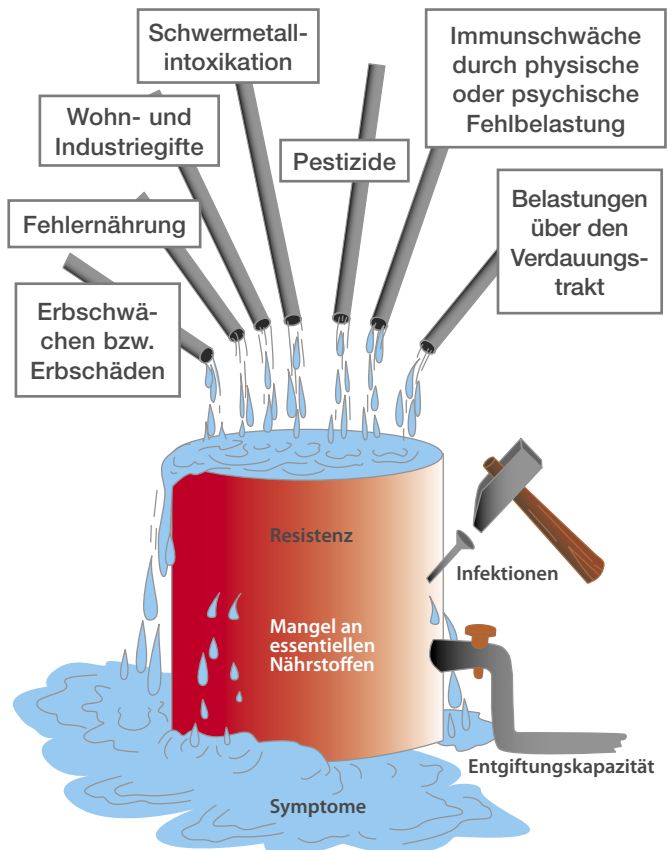 Schwermetall-
intoxikation
Immunschwäche
durch physische
oder psychische
Fehlbelastung
Wohn- und
Industriegifte
Pestizide
Fehlernährung
Belastungen
über den
Verdauungs-
trakt
Erbschwä-
chen bzw.
Erbschäden
Resistenz
Infektionen
Mangel an
essentiellen
Nährstoffen
Entgiftungskapazität
Symptome